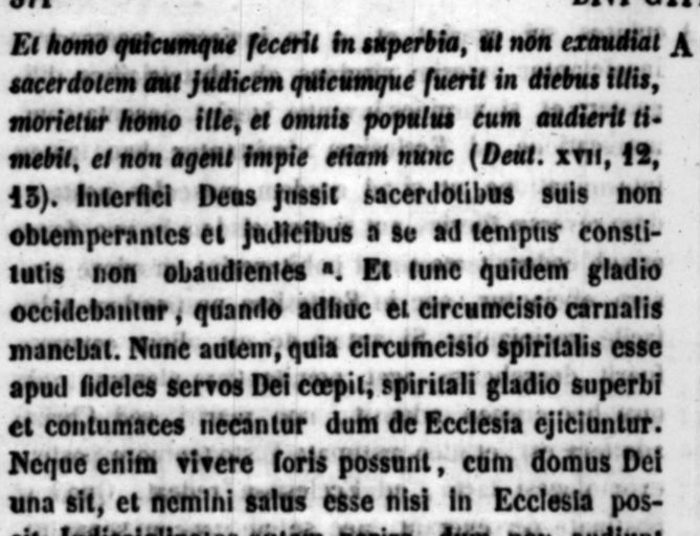 Et homo quicumque fecerit in superbia, ut non exaudiat A
sacerdotem aut judicem quicumque fuerit in diebus illis,
morietur homo ille, et omnis populus cum audierit ti-
mebit, et non agent impie etiam nunc (Deut. XVII, 12,
13). Interfici Deus jussit sacerdotibus suis non
obtemperantes et judicibus a se ad tempus consti-
tutis non obaudientes ª. Et tunc quidem gladio
occidebantur, quando adhuc et circumcisio carnalis
manebat. Nunc autem, quia circumcisio spiritalis esse
apud fideles servos Dei cœpit, spiritali gladio superbi
et contumaces necantur dum de Ecclesia ejiciuntur.
Neque enim vivere foris possunt, cum domus Dei
una sit, et nemini salus esse nisi in Ecclesia pos-